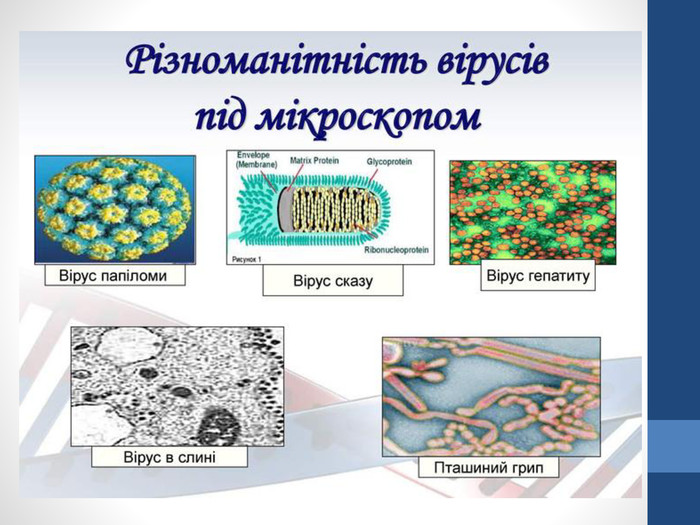 Різноманітність вірусів
під мікроскопом
Envelope
(Membrane)
Matrix Protein
Glycoprotein
Ribonucleoprotein
Рисунок 1
Вірус папіломи
Вірус сказу
Вірус гепатиту
Вірус в слині
Пташиний грип